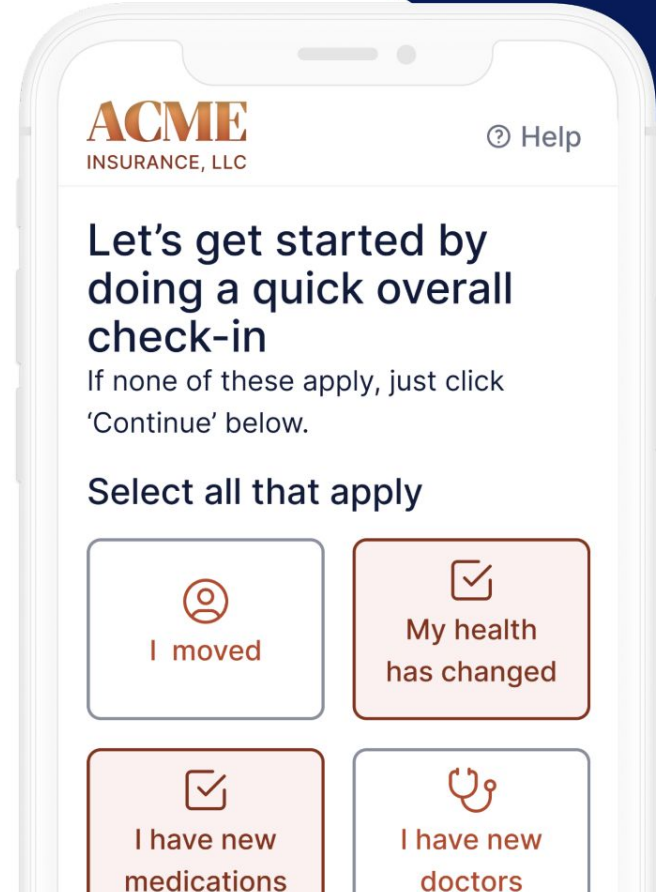 ACME
INSURANCE, LLC
Help
Let's get started by
doing a quick overall
check-in
If none of these apply, just click
‘Continue’ below.
Select all that apply
I moved
My health
has changed
I have new
medications
I have new
doctors